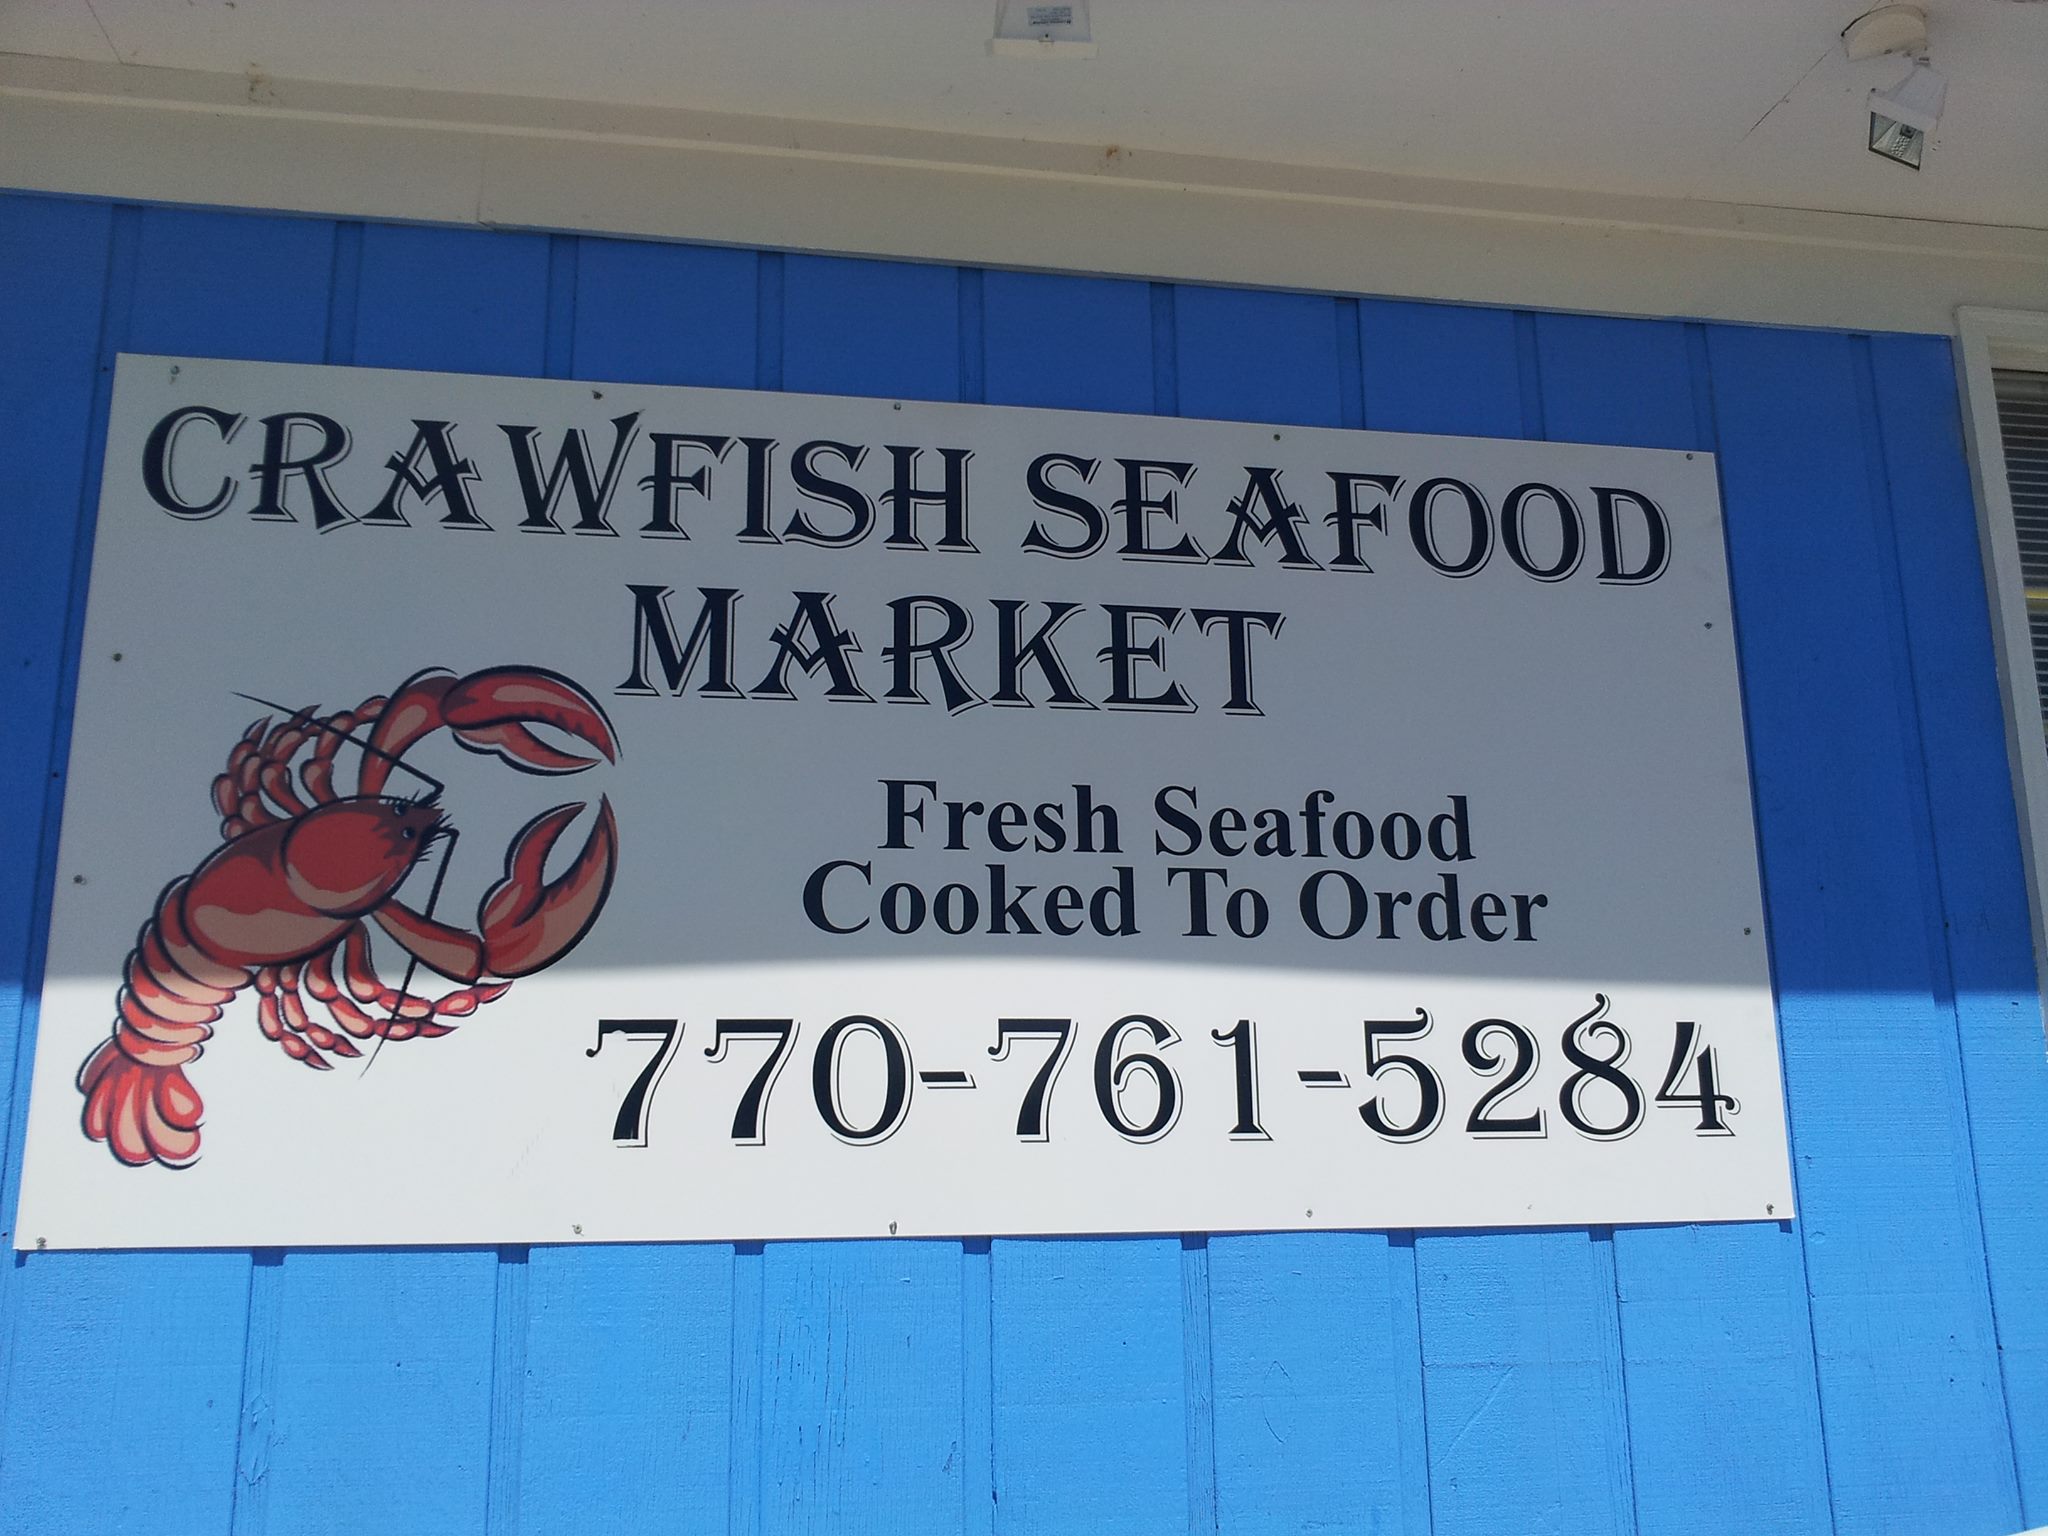 CRAWFISH SEAFOOD
MARKET
Fresh Seafood
Cooked To Order
770-761-5284